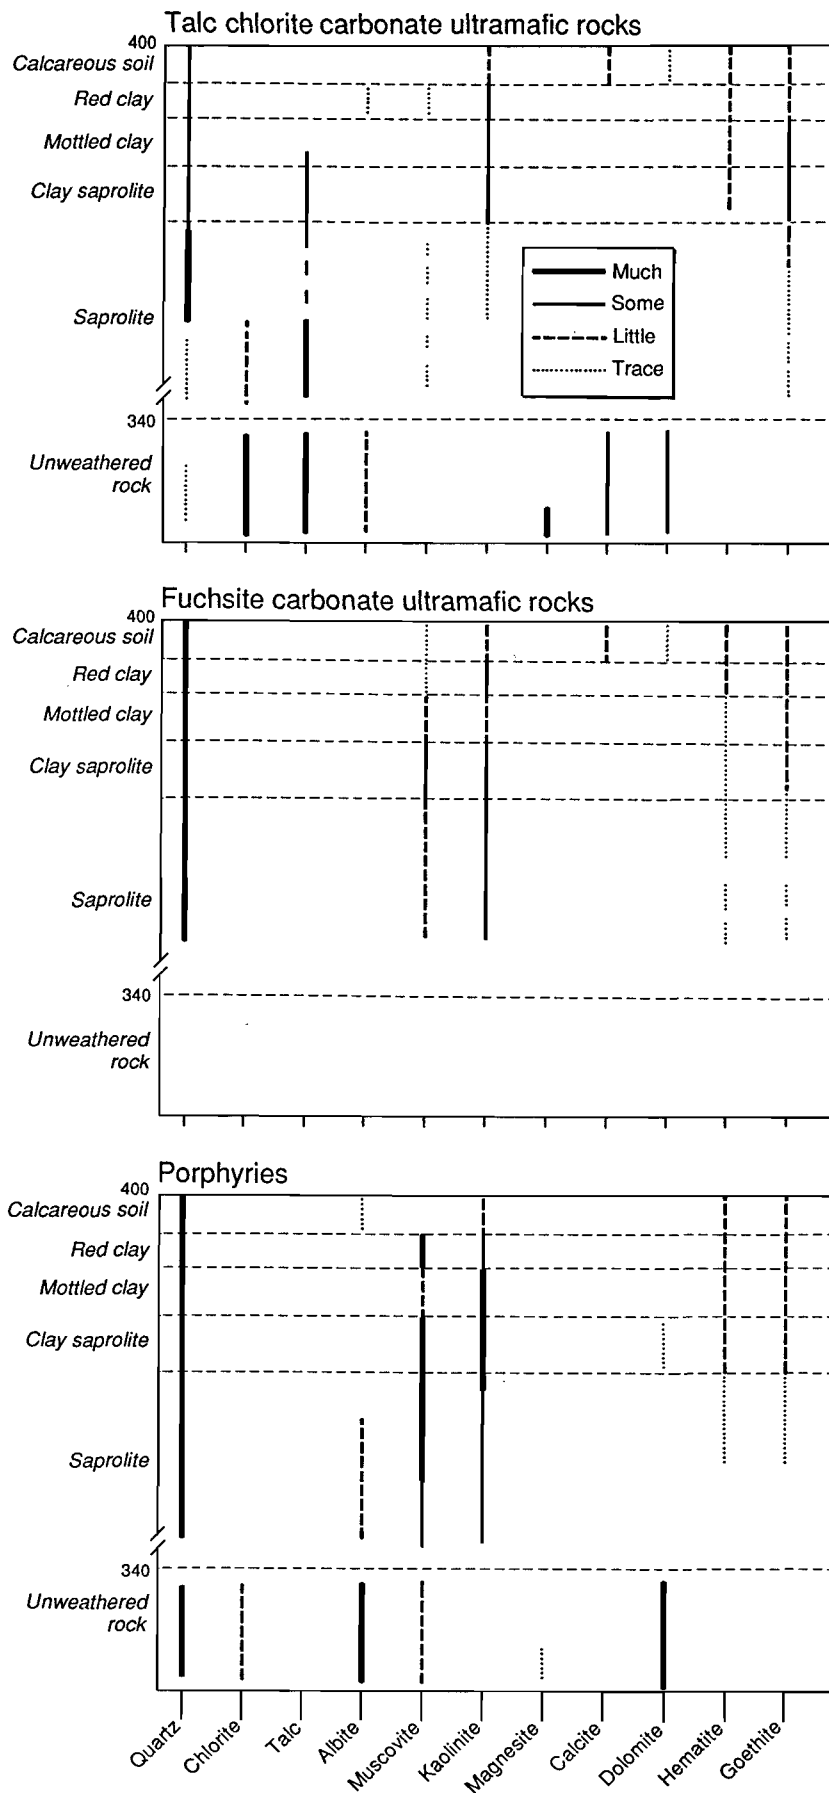 Talc chlorite carbonate ultramafic rocks
400
Calcareous soil
Red clay
Mottled clay
Clay saprolite
Much
Some
Saprolite
Little
Trace
340
Unweathered
rock
Fuchsite carbonate ultramafic rocks
400
Calcareous soil
Red clay
Mottled clay
Clay saprolite
Saprolite
340
Unweathered
rock
Porphyries
400
Calcareous soil
Red clay
Mottled clay
Clay saprolite
Saprolite
340
Unweathered
rock
Quartz
Chlorite
Talc
Albite
Muscovite
Kaolinite
Magnesite
Calcite
Dolomite
Hematite
Goethite